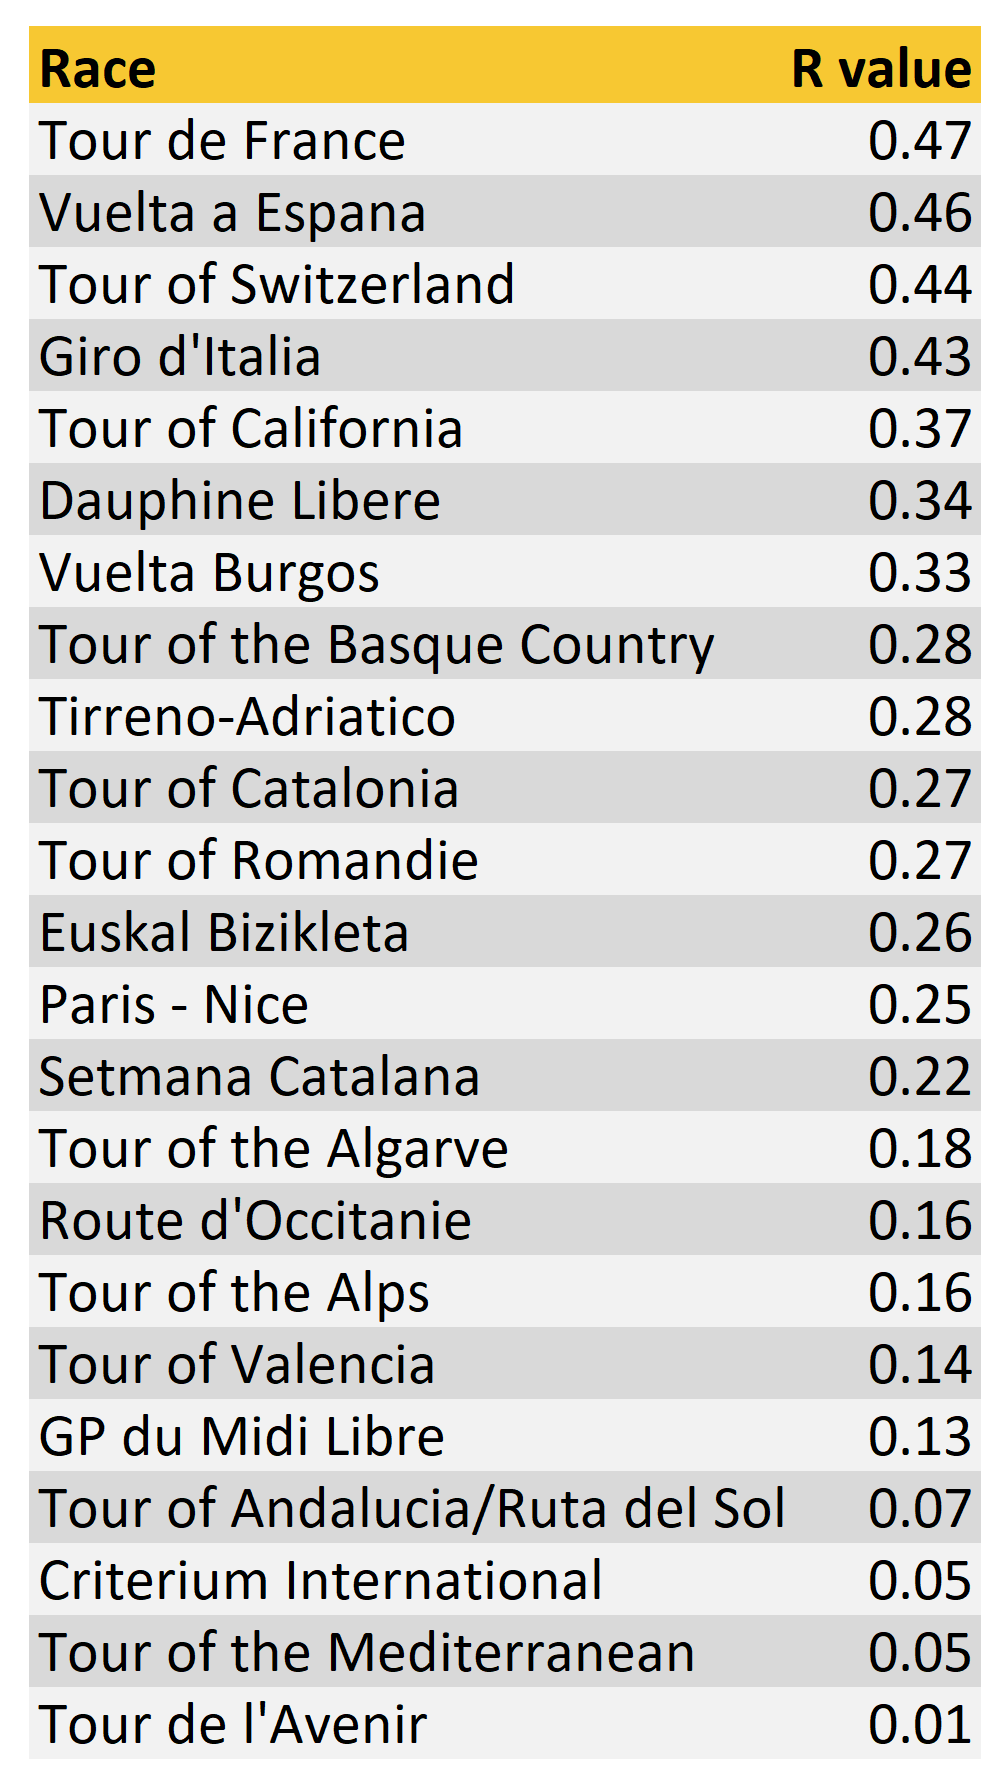 Race R value
Tour de France 0.47
Vuelta a Espana 0.46
Tour of Switzerland 0.44
Giro d'Italia 0.43
Tour of California 0.37
Dauphine Libere 0.34
Vuelta Burgos 0.33
Tour of the Basque Country 0.28
Tirreno-Adriatico 0.28
Tour of Catalonia 0.27
Tour of Romandie 0.27
Euskal Bizikleta 0.26
Paris - Nice 0.25
Setmana Catalana 0.22
Tour of the Algarve 0.18
Route d'Occitanie 0.16
Tour of the Alps 0.16
Tour of Valencia 0.14
GP du Midi Libre 0.13
Tour of Andalucia/Ruta del Sol 0.07
Criterium International 0.05
Tour of the Mediterranean 0.05
Tour de l'Avenir 0.01